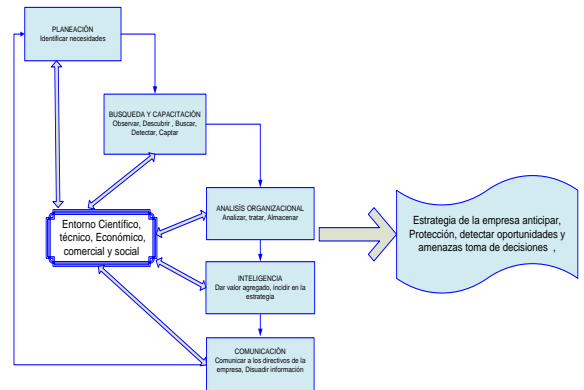 PLANEACIÓN
Identificar necesidades
BUSQUEDA Y CAPACITACIÓN
Observar, Descubrir , Buscar,
Detectar, Captar
ANALISÍS ORGANIZACIONAL
Analizar, tratar, Almacenar
Entorno Científico,
técnico, Económico,
comercial y social
Estrategia de la empresa anticipar,
Protección, detectar oportunidades y
amenazas toma de decisiones ,
INTELIGENCIA
Dar valor agregado, incidir en la
estrategia
COMUNICACIÓN
Comunicar a los directivos de la
empresa, Disuadir información